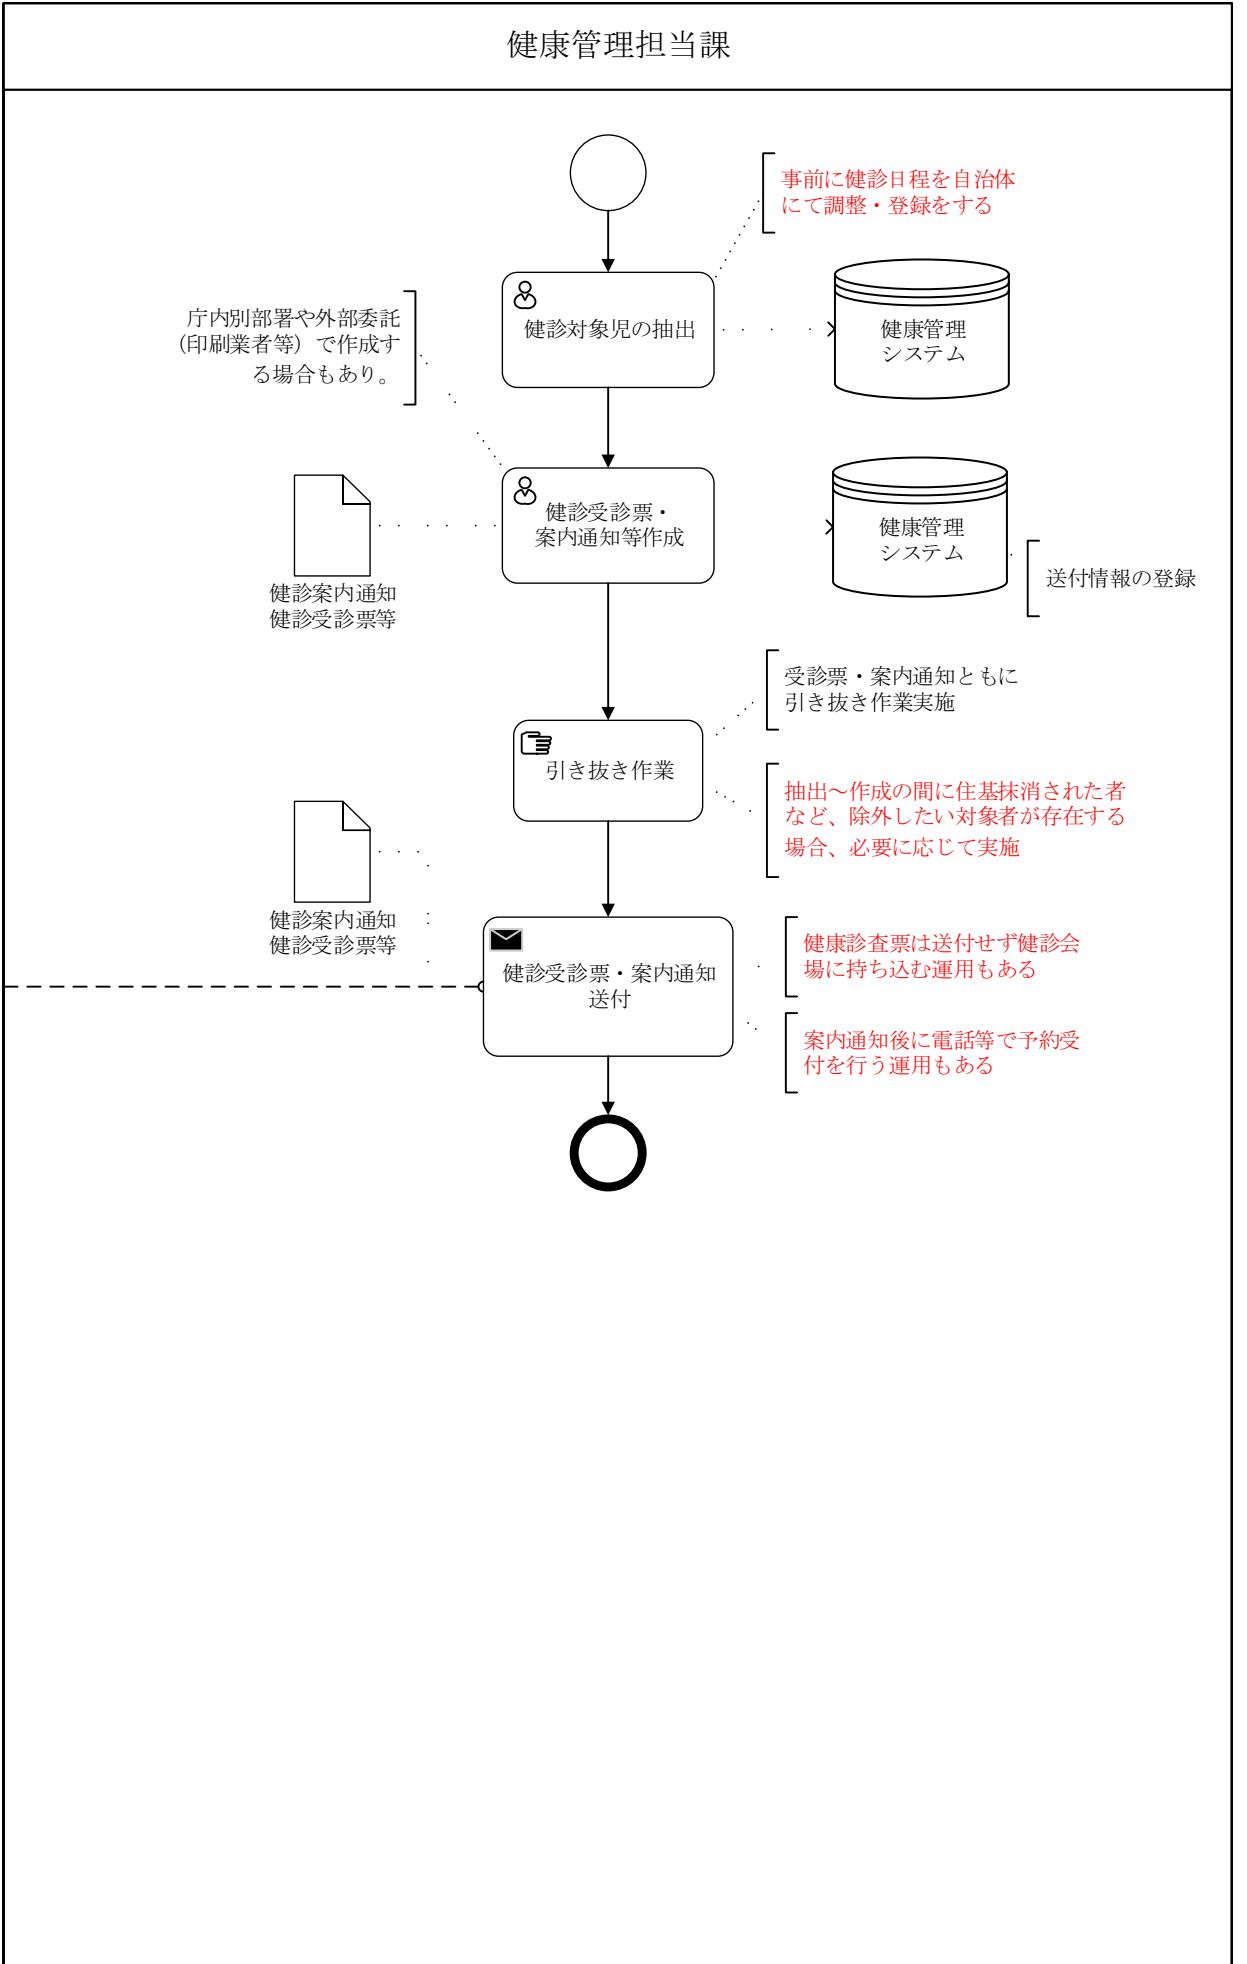 健康管理担当課
事前に健診日程を自治体
にて調整・登録をする
健診対象児の抽出
健康管理
システム
庁内別部署や外部委託
（印刷業者等）で作成す
る場合もあり。
健診受診票・
案内通知等作成
健診案内通知
健診受診票等
健康管理
システム
送付情報の登録
受診票・案内通知ともに
引き抜き作業実施
引き抜き作業
抽出～作成の間に住基抹消された者
など、除外したい対象者が存在する
場合、必要に応じて実施
健診案内通知
健診受診票等
健診受診票・案内通知
送付
健康診査票は送付せず健診会
場に持ち込む運用もある
案内通知後に電話等で予約受
付を行う運用もある